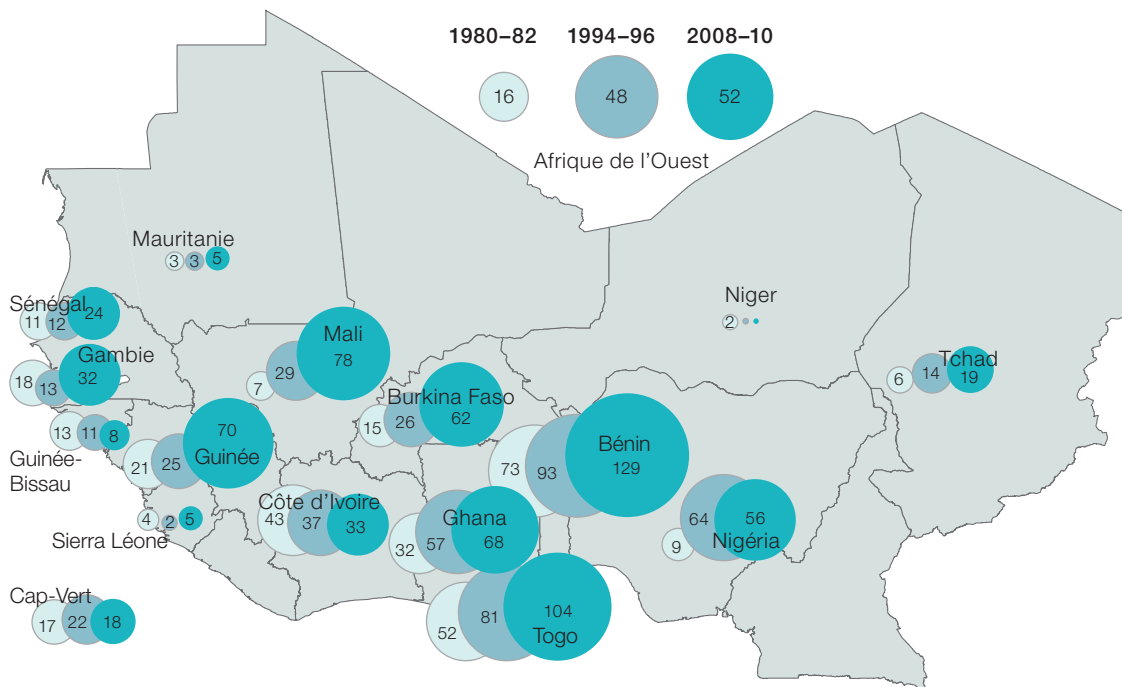 1980–82 1994–96 2008–10
16 48 52
Afrique de l'Ouest
Mauritanie
3 3 5
Sénégal
11 12 24
Gambie
18 13 32
13 11 8
Guinée-
Bissau
Mali
7 29 78
Burkina Faso
15 26 62
Niger
2
Tchad
6 14 19
70
Guinée
21 25
4 2 5
Sierra Léone
Côte d'Ivoire
43 37 33
Ghana
32 57 68
Bénin
73 93 129
64 56
Nigéria
9
52 81 104
Togo
Cap-Vert
17 22 18